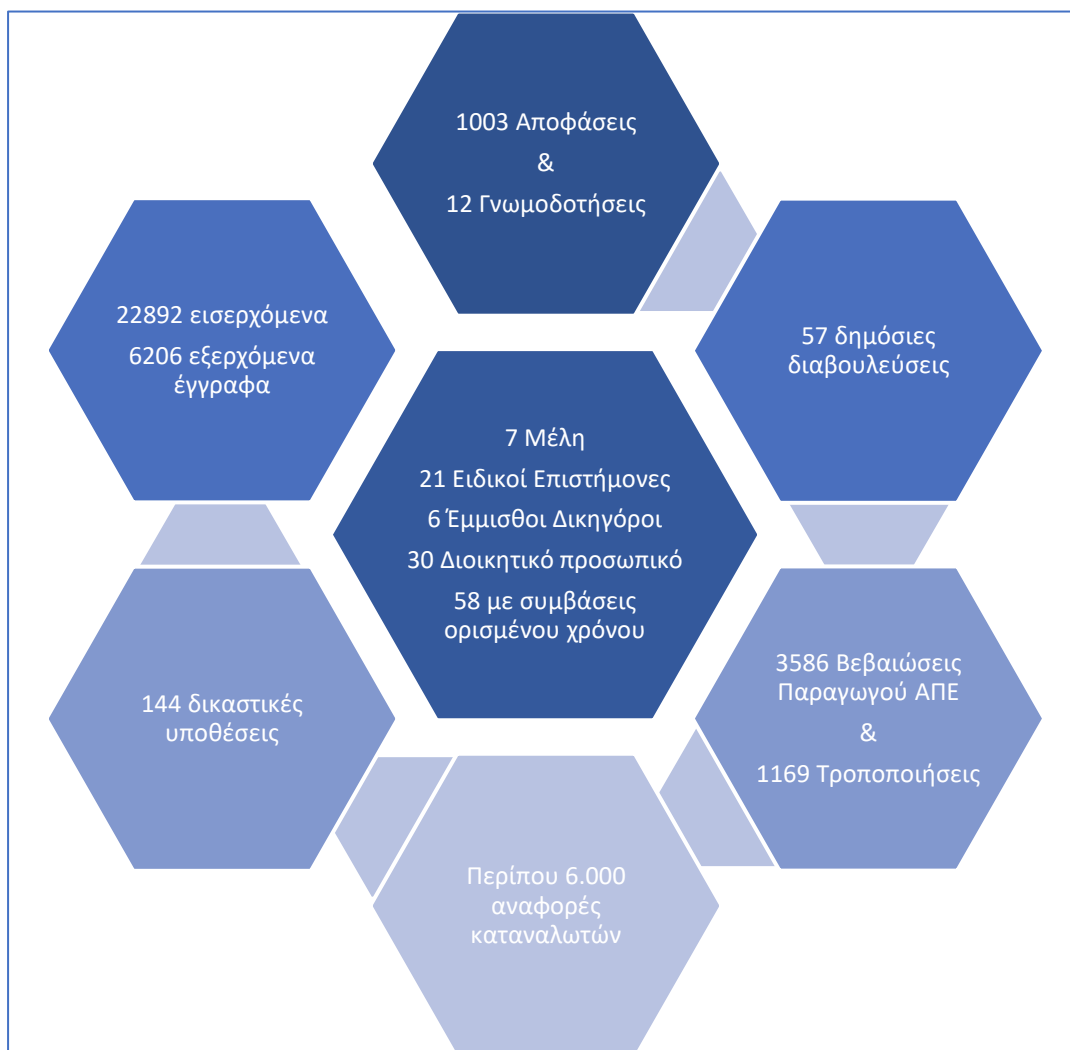 1003 Αποφάσεις
&
12 Γνωμοδοτήσεις
22892 εισερχόμενα
6206 εξερχόμενα
έγγραφα
57 δημόσιες
διαβουλεύσεις
7 Μέλη
21 Ειδικοί Επιστήμονες
6 Έμμισθοι Δικηγόροι
30 Διοικητικό προσωπικό
58 με συμβάσεις
ορισμένου χρόνου
144 δικαστικές
υποθέσεις
3586 Βεβαιώσεις
Παραγωγού ΑΠΕ
&
1169 Τροποποιήσεις
Περίπου 6.000
αναφορές
καταναλωτών